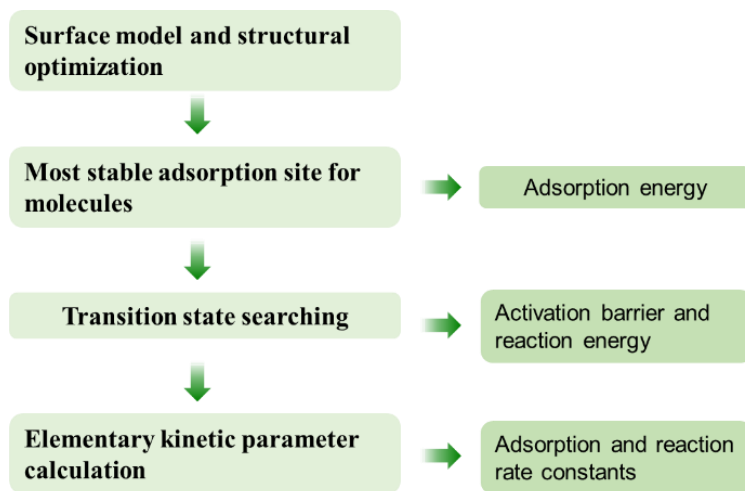 Surface model and structural
optimization
Most stable adsorption site for
molecules
Adsorption energy
Transition state searching
Activation barrier and
reaction energy
Elementary kinetic parameter
calculation
Adsorption and reaction
rate constants